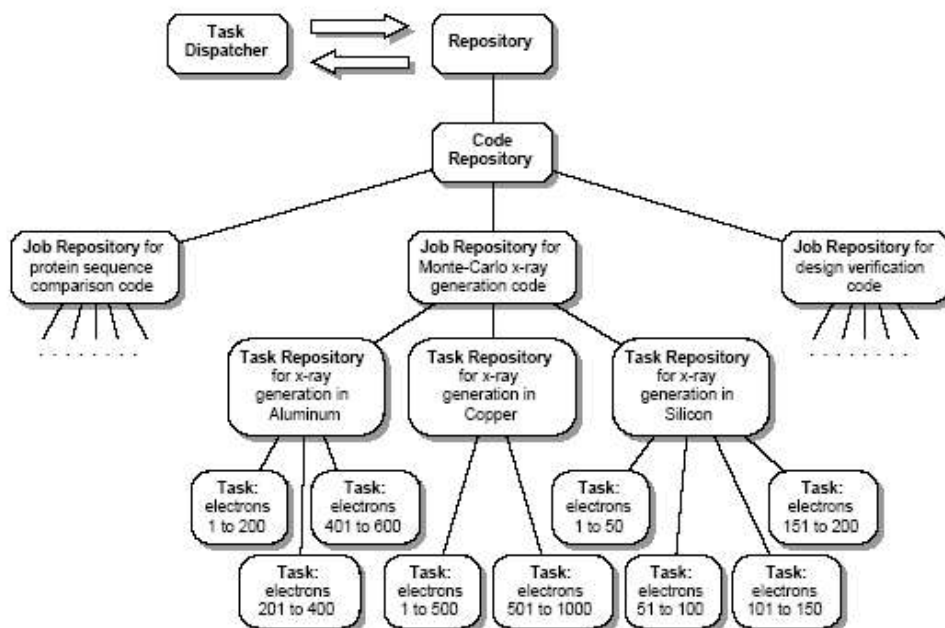 Task
Dispatcher
Repository
Code
Repository
Job Repository for
protein sequence
comparison code
Job Repository for
Monte-Carlo x-ray
generation code
Job Repository for
design verification
code
Task Repository
for x-ray
generation in
Aluminum
Task Repository
for x-ray
generation in
Copper
Task Repository
for x-ray
generation in
Silicon
Task:
electrons
1 to 200
Task:
electrons
401 to 600
Task:
electrons
1 to 50
Task:
electrons
151 to 200
Task:
electrons
201 to 400
Task:
electrons
1 to 500
Task:
electrons
501 to 1000
Task:
electrons
51 to 100
Task:
electrons
101 to 150